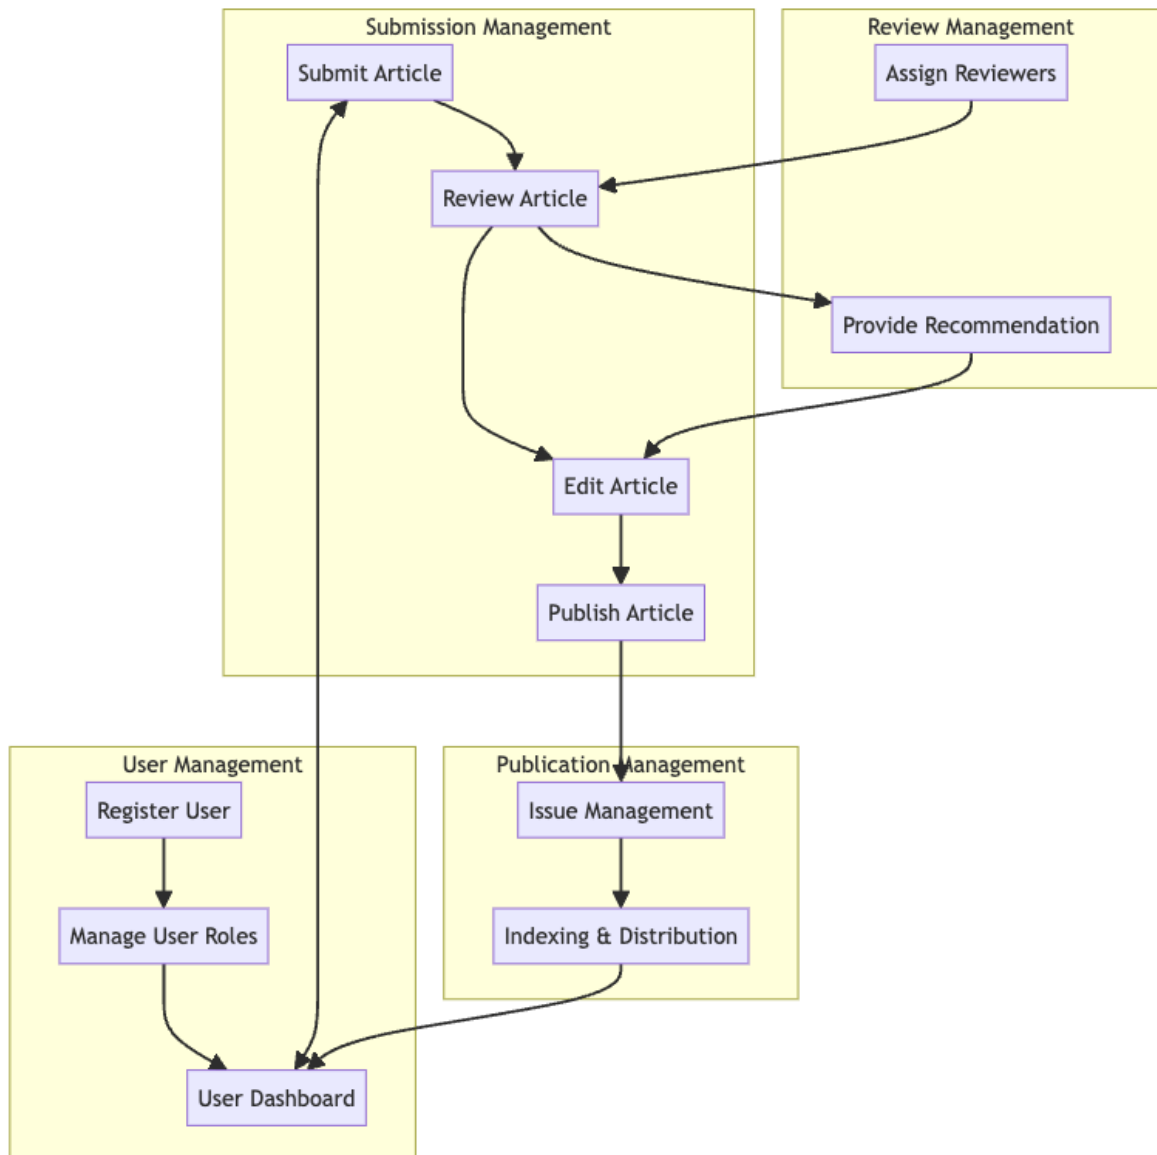 Submission Management
Submit Article
Review Article
Edit Article
Publish Article
Review Management
Assign Reviewers
Provide Recommendation
User Management
Register User
Manage User Roles
User Dashboard
Publication Management
Issue Management
Indexing & Distribution